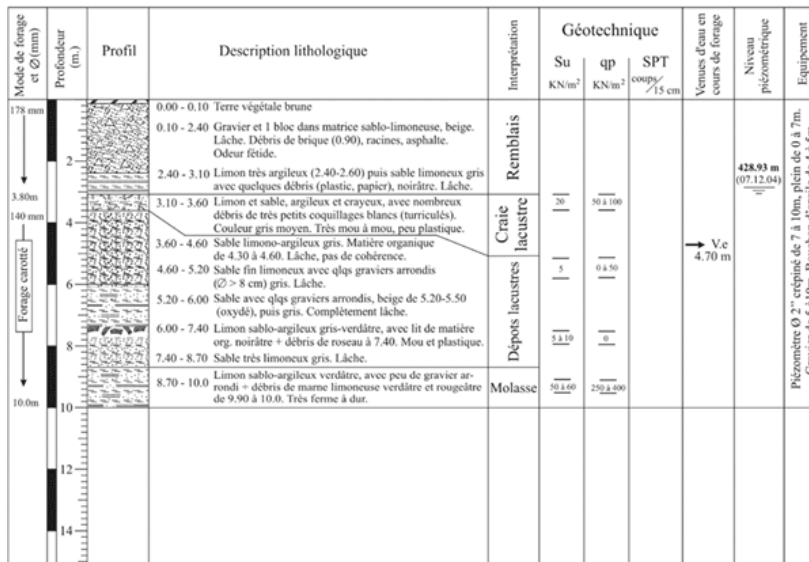 Mode de forage
et Ø (mm)
Profondeur
(m.)
Profil
Description lithologique
Interprétation
Géotechnique
Su
KN/m²
qp
KN/m²
SPT
coups/15 cm
Venues d'eau en
cours de forage
Niveau
piézométrique
Equipement
178 mm
3.80m
140 mm
Forage carotté
10.0m
2
4
6
8
10
12
14
0.00 - 0.10 Terre végétale brune
0.10 - 2.40 Gravier et 1 bloc dans matrice sablo-limoneuse, beige.
Lâche. Débris de brique (0.90), racines, asphalte.
Odeur fétide.
2.40 - 3.10 Limon très argileux (2.40-2.60) puis sable limoneux gris
avec quelques débris (plastic, papier), noirâtre. Lâche.
3.10 - 3.60 Limon et sable, argileux et crayeux, avec nombreux
débris de très petits coquillages blancs (turriculés).
Couleur gris moyen. Très mou à mou, peu plastique.
3.60 - 4.60 Sable limono-argileux gris. Matière organique
de 4.30 à 4.60. Lâche, pas de cohérence.
4.60 - 5.20 Sable fin limoneux avec qlqs graviers arrondis
(Ø > 8 cm) gris. Lâche.
5.20 - 6.00 Sable avec qlqs graviers arrondis, beige de 5.20-5.50
(oxydé), puis gris. Complètement lâche.
6.00 - 7.40 Limon sablo-argileux gris-verdâtre, avec lit de matière
org. noirâtre + débris de roseau à 7.40. Mou et plastique.
7.40 - 8.70 Sable très limoneux gris. Lâche.
8.70 - 10.0 Limon sablo-argileux verdâtre, avec peu de gravier ar-
rondi + débris de marne limoneuse verdâtre et rougeâtre
de 9.90 à 10.0. Très ferme à dur.
Remblais
Craie
lacustre
Dépots lacustres
Molasse
20
50 à 100
5
0 à 50
5 à 10
0
50 à 60
250 à 400
V.e
4.70 m
428.93 m
(07.12.04)
Piézomètre Ø 2" crépiné de 7 à 10m, plein de 0 à 7m.